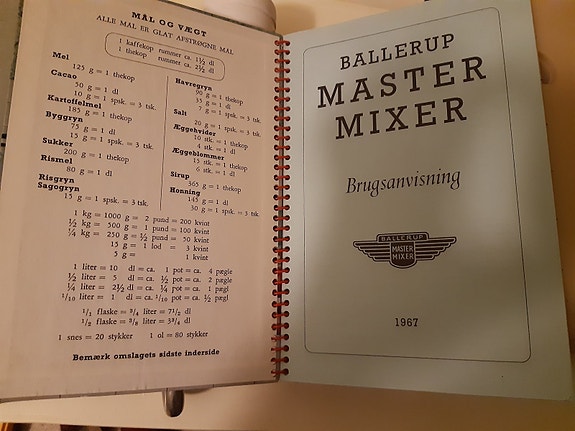 MÅL OG VÆGT
ALLE MÅL ER GLAT AFSTRØGNE MÅL
1 kaffekop rummer ca. 1½ dl
1 thekop rummer ca. 2½ dl
Mel
125 g = 1 thekop
Cacao
50 g = 1 dl
10 g = 1 spsk. = 3 tsk.
Kartoffelmel
185 g = 1 thekop
Byggryn
75 g = 1 dl
15 g = 1 spsk. = 3 tsk.
Sukker
200 g = 1 thekop
Rismel
80 g = 1 dl
Risgryn
Sagogryn
15 g = 1 spsk. = 3 tsk.
Havregryn
90 g = 1 thekop
35 g = 1 dl
7 g = 1 spsk. = 3 tsk.
Salt
20 g = 1 spsk. = 3 tsk.
Æggehvider
10 stk. = 1 thekop
4 stk. = 1 dl
Æggeblommer
15 stk. = 1 thekop
6 stk. = 1 dl
Sirup
365 g = 1 thekop
Honning
145 g = 1 dl
30 g = 1 spsk. = 3 tsk.
1 kg = 1000 g = 2 pund = 200 kvint
½ kg = 500 g = 1 pund = 100 kvint
¼ kg = 250 g = ½ pund = 50 kvint
15 g = 1 lod = 3 kvint
5 g = 1 kvint
1 liter = 10 dl = ca. 1 pot = ca. 4 pægle
½ liter = 5 dl = ca. ½ pot = ca. 2 pægle
¼ liter = 2½ dl = ca. ¼ pot = ca. 1 pægl
1/10 liter = 1 dl = ca. 1/10 pot = ca. ½ pægl
1/1 flaske = 3/4 liter = 7½ dl
1/2 flaske = 3/8 liter = 3¾ dl
1 snes = 20 stykker 1 ol = 80 stykker
Bemærk omslagets sidste inderside
BALLERUP
MASTER
MIXER
Brugsanvisning
BALLERUP
MASTER
MIXER
1967